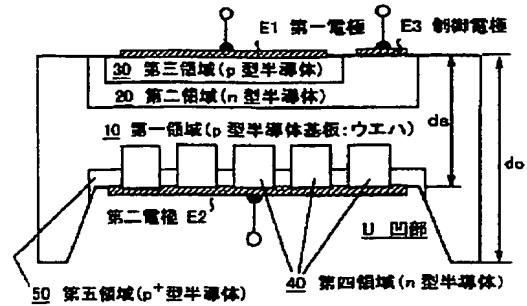 E1 第一電極
E3 制御電極
30 第三領域(p 型半導体)
20 第二領域(n 型半導体)
10 第一領域(p 型半導体基板:ウエハ)
da
do
第二電極 E2
U 凹部
50 第五領域(p+型半導体)
40 第四領域(n 型半導体)